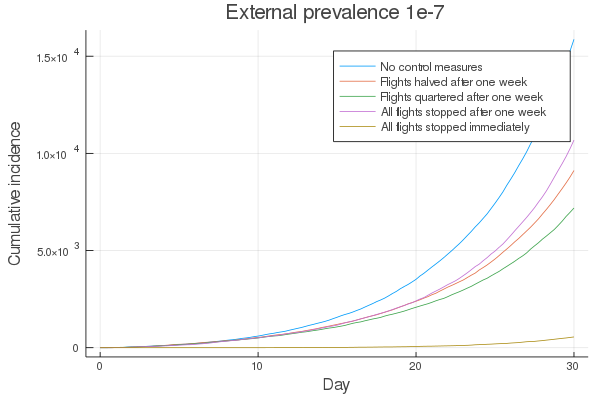 External prevalence 1e-7
1.5×10 4
1.0×10 4
5.0×10 3
0
Cumulative incidence
No control measures
Flights halved after one week
Flights quartered after one week
All flights stopped after one week
All flights stopped immediately
0 10 20 30
Day